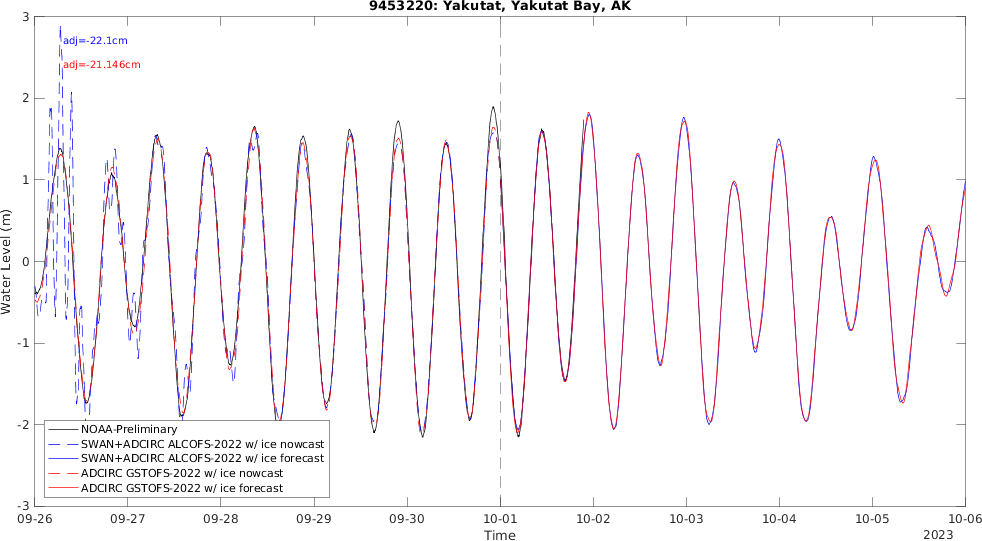 9453220: Yakutat, Yakutat Bay, AK
3
adj=-22.1cm
adj=-21.146cm
2
1
0
-1
-2
-3
Water Level (m)
NOAA-Preliminary
SWAN+ADCIRC ALCOFS-2022 w/ ice nowcast
SWAN+ADCIRC ALCOFS-2022 w/ ice forecast
ADCIRC GSTOFS-2022 w/ ice nowcast
ADCIRC GSTOFS-2022 w/ ice forecast
09-26 09-27 09-28 09-29 09-30 10-01 10-02 10-03 10-04 10-05 10-06
Time
2023